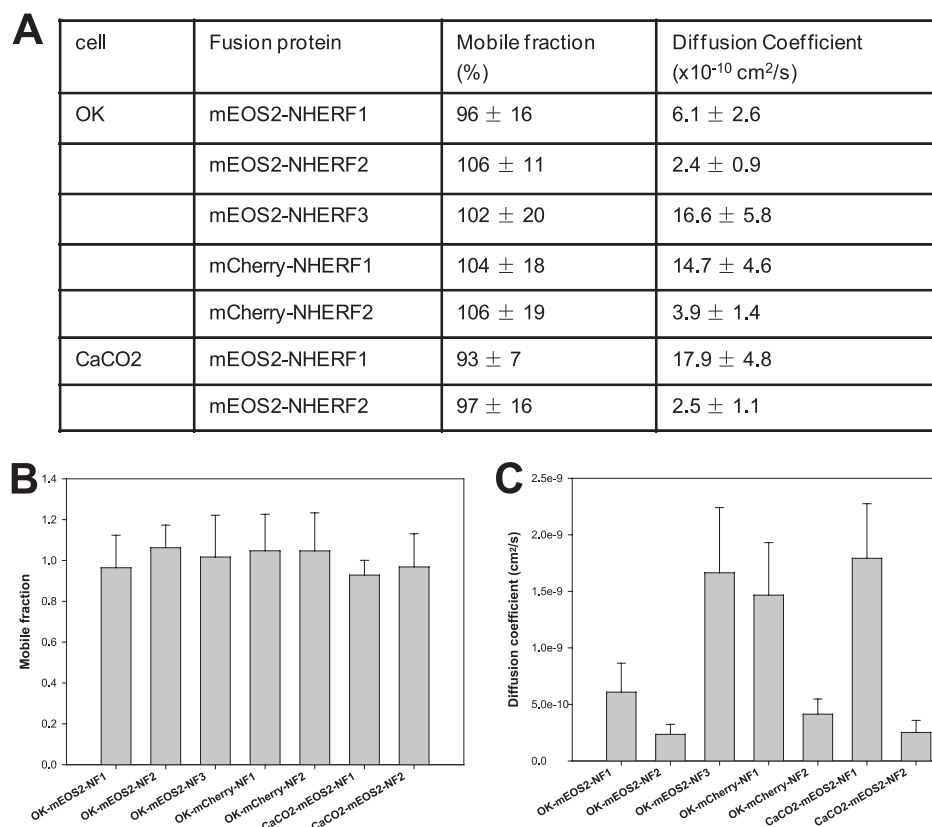 A
cell Fusion protein Mobile fraction (%) Diffusion Coefficient (x10⁻¹⁰ cm²/s)
OK mEOS2-NHERF1 96 ± 16 6.1 ± 2.6
mEOS2-NHERF2 106 ± 11 2.4 ± 0.9
mEOS2-NHERF3 102 ± 20 16.6 ± 5.8
mCherry-NHERF1 104 ± 18 14.7 ± 4.6
mCherry-NHERF2 106 ± 19 3.9 ± 1.4
CaCO2 mEOS2-NHERF1 93 ± 7 17.9 ± 4.8
mEOS2-NHERF2 97 ± 16 2.5 ± 1.1
B
Mobile fraction
1.4
1.2
1.0
0.8
0.6
0.4
0.2
0.0
OK-mEOS2-NF1
OK-mEOS2-NF2
OK-mEOS2-NF3
OK-mCherry-NF1
OK-mCherry-NF2
CaCO2-mEOS2-NF1
CaCO2-mEOS2-NF2
C
Diffusion coefficient (cm²/s)
2.5e-9
2.0e-9
1.5e-9
1.0e-9
5.0e-10
0.0
OK-mEOS2-NF1
OK-mEOS2-NF2
OK-mEOS2-NF3
OK-mCherry-NF1
OK-mCherry-NF2
CaCO2-mEOS2-NF1
CaCO2-mEOS2-NF2